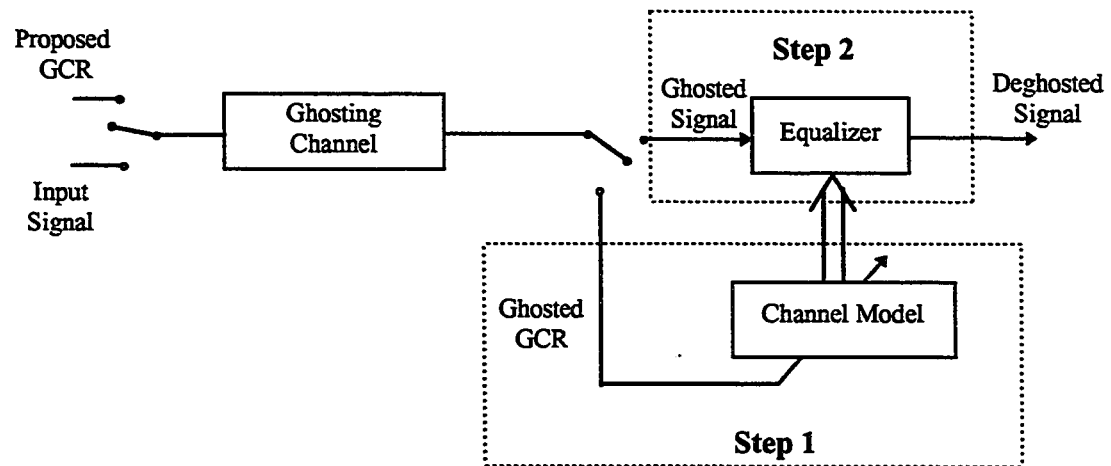 Proposed
GCR
Input
Signal
Ghosting
Channel
Step 2
Ghosted
Signal
Equalizer
Deghosted
Signal
Ghosted
GCR
Channel Model
Step 1